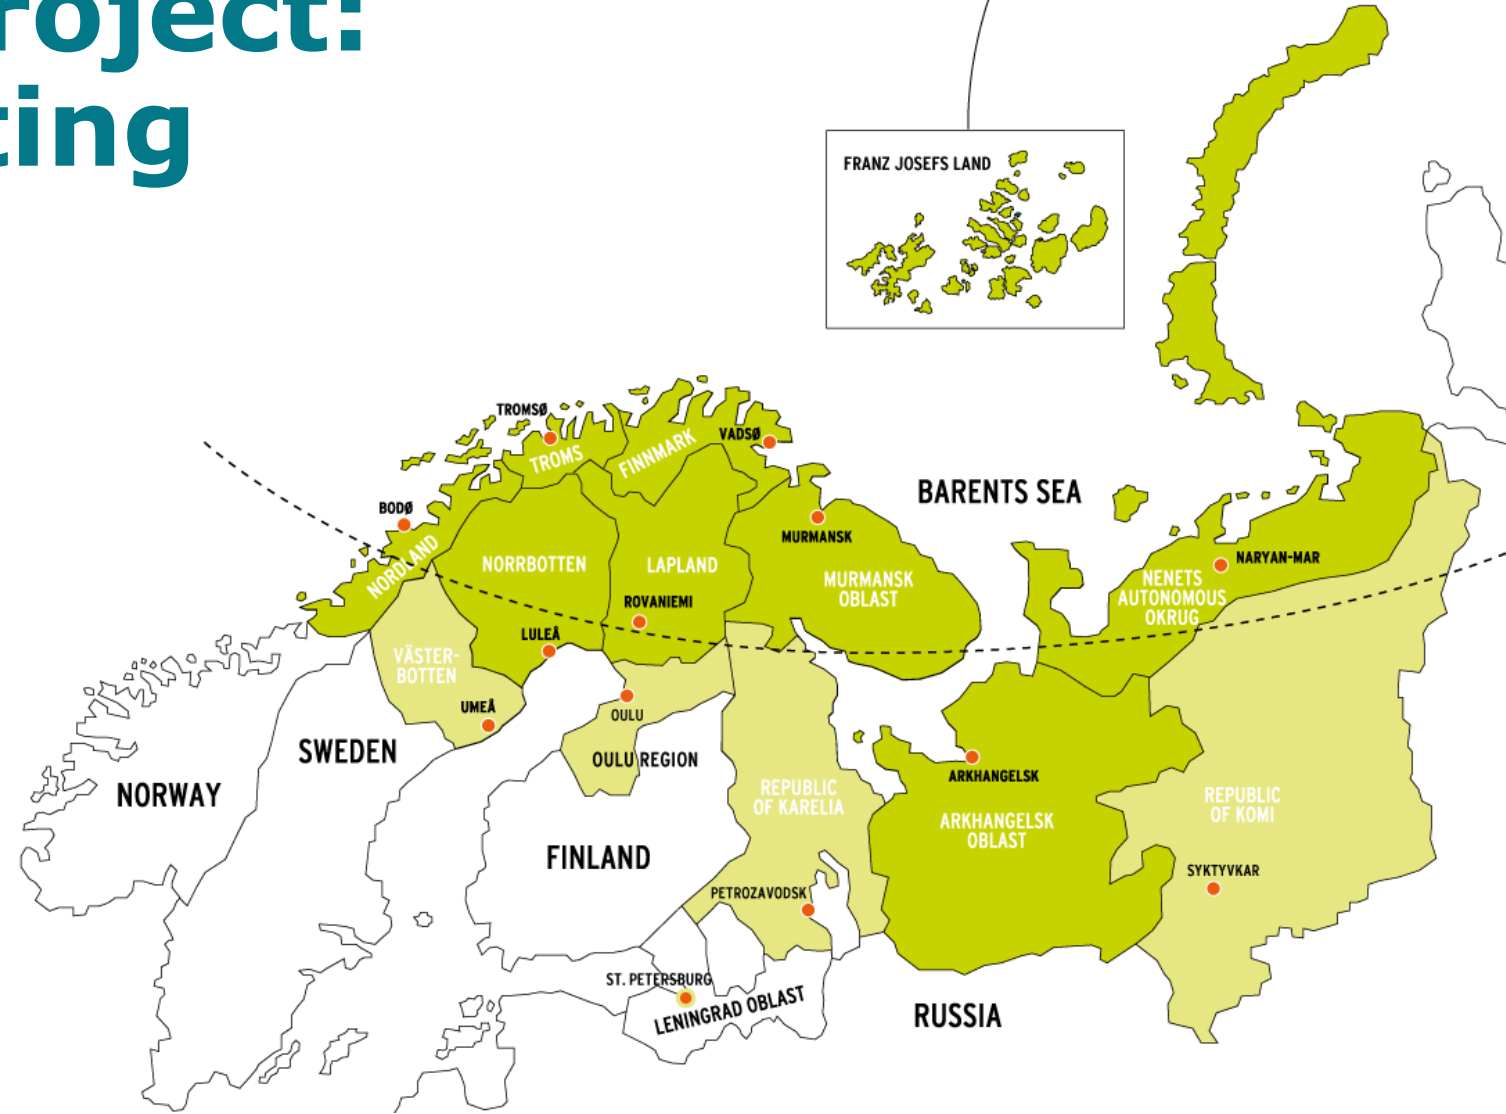 roject:
ting
FRANZ JOSEFS LAND
TROMSØ
TROMS
FINNMARK
VADSØ
BARENTS SEA
BODØ
NORDLAND
NORRBOTTEN
LAPLAND
MURMANSK
MURMANSK
OBLAST
NARYAN-MAR
NENETS
AUTONOMOUS
OKRUG
ROVANIEMI
LULEÅ
VÄSTER-
BOTTEN
UMEÅ
OULU
OULU REGION
SWEDEN
NORWAY
FINLAND
REPUBLIC
OF KARELIA
ARKHANGELSK
ARKHANGELSK
OBLAST
REPUBLIC
OF KOMI
SYKTYVKAR
PETROZAVODSK
ST. PETERSBURG
LENINGRAD OBLAST
RUSSIA